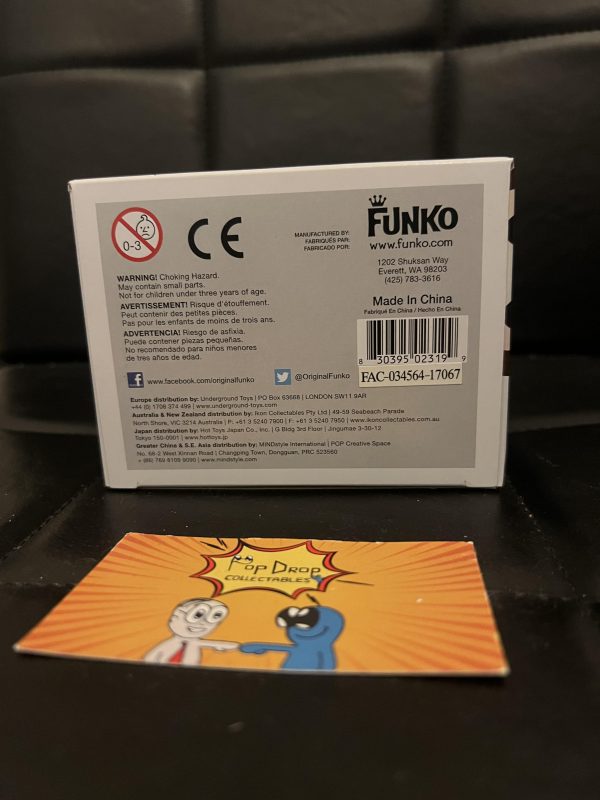 0-3
CE
MANUFACTURED BY:
FABRIQUÉS PAR:
FABRICADO POR:
FUNKO
www.funko.com
1202 Shuksan Way
Everett, WA 98203
(425) 783-3616
Made In China
Fabriqué En China / Hecho En China
8 30395 02319 9
FAC-034564-17067
WARNING! Choking Hazard.
May contain small parts.
Not for children under three years of age.
AVERTISSEMENT! Risque d'étouffement.
Peut contenir des petites pièces.
Pas pour les enfants de moins de trois ans.
ADVERTENCIA! Riesgo de asfixia.
Puede contener piezas pequeñas.
No recomendado para niños menores
de tres años de edad.
www.facebook.com/originalfunko
@OriginalFunko
Europe distribution by: Underground Toys | PO Box 63668 | LONDON SW11 9AR
+44 (0) 1708 374 499 | www.underground-toys.com
Australia & New Zealand distribution by: Ikon Collectables Pty Ltd | 49-59 Seabeach Parade
North Shore, VIC 3214 Australia | P: +61 3 5240 7900 | F: +61 3 5240 7950 | www.ikoncollectables.com.au
Japan distribution by: Hot Toys Japan Co., Inc. | G Bldg 3rd Floor | Jingumae 3-30-12
Tokyo 150-0001 | www.hottoys.jp
Greater China & S.E. Asia distribution by: MINDstyle International | POP Creative Space
No. 68-2 West Xinnan Road | Changping Town, Dongguan, PRC 523560
+ (86) 769 8109 9090 | www.mindstyle.com
POP DROP
COLLECTABLES